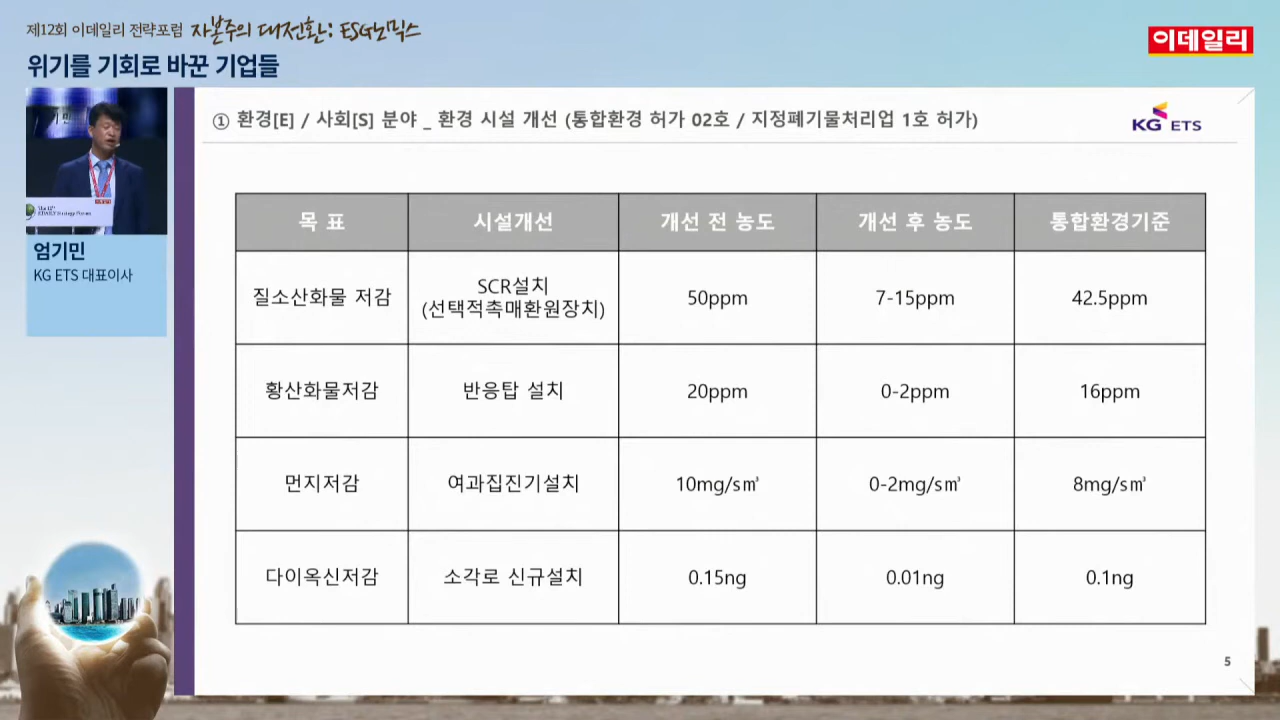 제12회 이데일리 전략포럼 자본주의 대전환: ESG노믹스
이데일리
위기를 기회로 바꾼 기업들
엄기민
KG ETS 대표이사
① 환경[E] / 사회[S] 분야 _ 환경 시설 개선 (통합환경 허가 02호 / 지정폐기물처리업 1호 허가)
KG ETS
목 표 시설개선 개선 전 농도 개선 후 농도 통합환경기준
질소산화물 저감 SCR설치 50ppm 7-15ppm 42.5ppm
(선택적촉매환원장치)
황산화물저감 반응탑 설치 20ppm 0-2ppm 16ppm
먼지저감 여과집진기설치 10mg/s㎥ 0-2mg/s㎥ 8mg/s㎥
다이옥신저감 소각로 신규설치 0.15ng 0.01ng 0.1ng
5